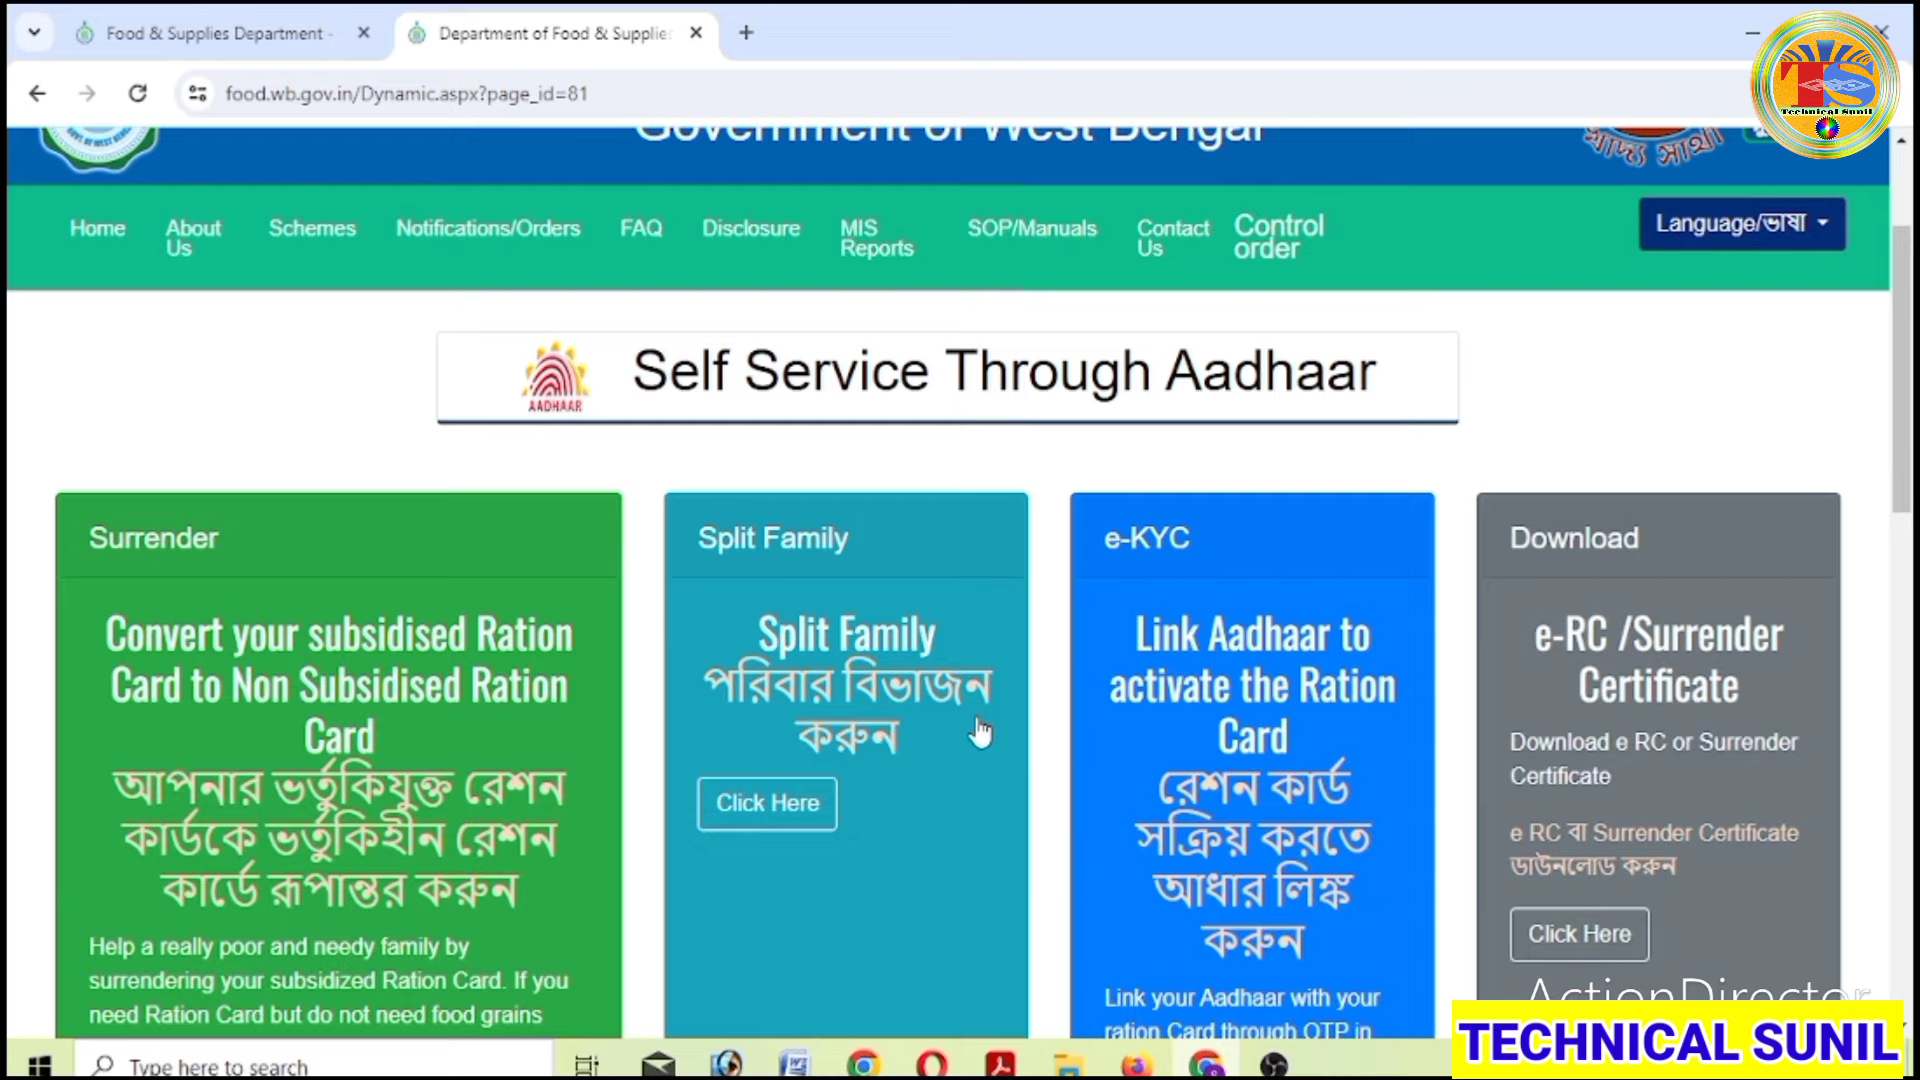 Food & Supplies Department -
Department of Food & Supplie
food.wb.gov.in/Dynamic.aspx?page_id=81
TS
Technical Sunil
GOVT. OF WEST BENGAL
Government of West Bengal
খাদ্য সাথী
Home
About Us
Schemes
Notifications/Orders
FAQ
Disclosure
MIS Reports
SOP/Manuals
Contact Us
Control order
Language/ভাষা
AADHAAR
Self Service Through Aadhaar
Surrender
Convert your subsidised Ration
Card to Non Subsidised Ration
Card
আপনার ভর্তুকিযুক্ত রেশন
কার্ডকে ভর্তুকিহীন রেশন
কার্ডে রূপান্তর করুন
Help a really poor and needy family by
surrendering your subsidized Ration Card. If you
need Ration Card but do not need food grains
Split Family
Split Family
পরিবার বিভাজন
করুন
Click Here
e-KYC
Link Aadhaar to
activate the Ration
Card
রেশন কার্ড
সক্রিয় করতে
আধার লিঙ্ক
করুন
Link your Aadhaar with your
ration Card through OTP in
Download
e-RC /Surrender
Certificate
Download e RC or Surrender
Certificate
e RC বা Surrender Certificate
ডাউনলোড করুন
Click Here
ActionDirector
TECHNICAL SUNIL
Type here to search